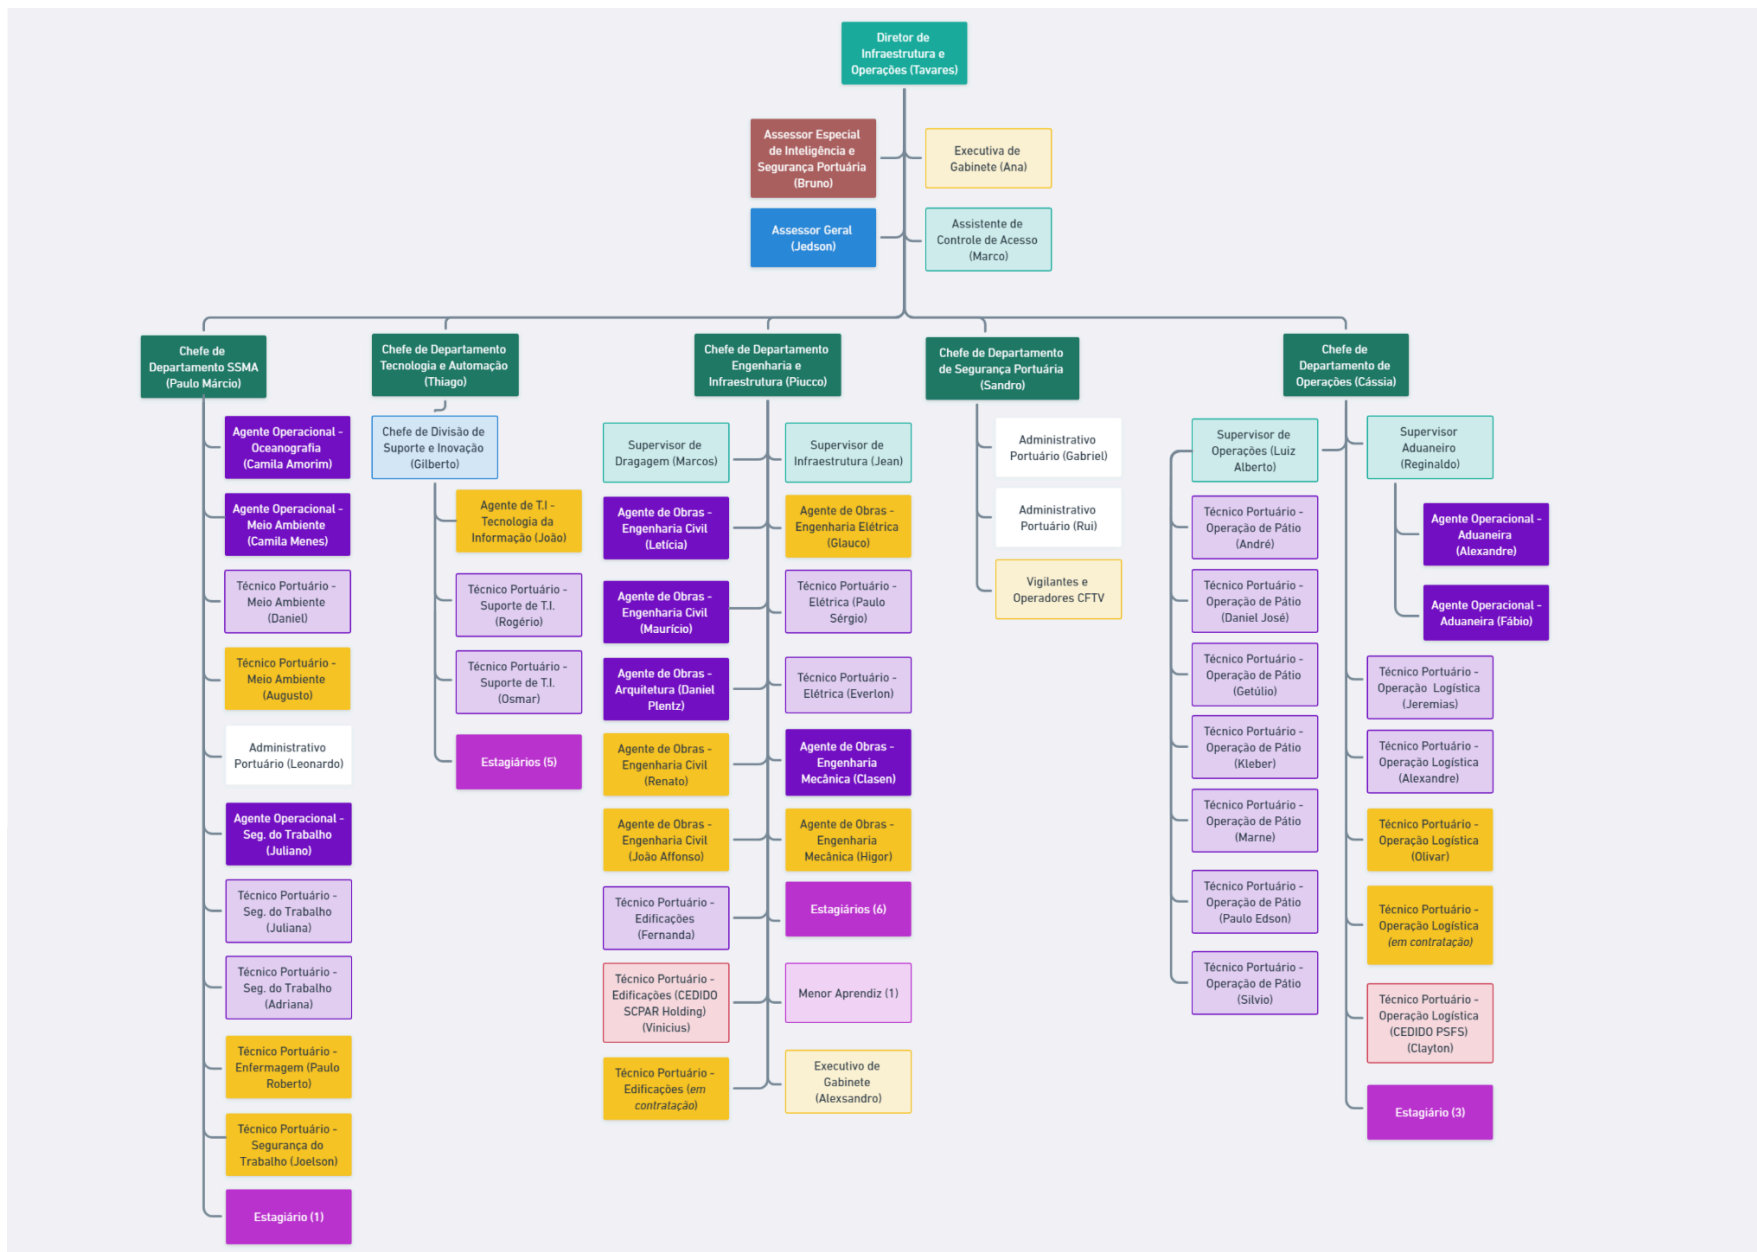 Diretor de
Infraestrutura e
Operações (Tavares)
Assessor Especial
de Inteligência e
Segurança Portuária
(Bruno)
Executiva de
Gabinete (Ana)
Assessor Geral
(Jedson)
Assistente de
Controle de Acesso
(Marco)
Chefe de
Departamento SSMA
(Paulo Márcio)
Agente Operacional -
Oceanografia
(Camila Amorim)
Agente Operacional -
Meio Ambiente
(Camila Menes)
Técnico Portuário -
Meio Ambiente
(Daniel)
Técnico Portuário -
Meio Ambiente
(Augusto)
Administrativo
Portuário (Leonardo)
Agente Operacional -
Seg. do Trabalho
(Juliano)
Técnico Portuário -
Seg. do Trabalho
(Juliana)
Técnico Portuário -
Seg. do Trabalho
(Adriana)
Técnico Portuário -
Enfermagem (Paulo
Roberto)
Técnico Portuário -
Segurança do
Trabalho (Joelson)
Estagiário (1)
Chefe de Departamento
Tecnologia e Automação
(Thiago)
Chefe de Divisão de
Suporte e Inovação
(Gilberto)
Agente de T.I -
Tecnologia da
Informação (João)
Técnico Portuário -
Suporte de T.I.
(Rogério)
Técnico Portuário -
Suporte de T.I.
(Osmar)
Estagiários (5)
Chefe de Departamento
Engenharia e
Infraestrutura (Piucco)
Supervisor de
Dragagem (Marcos)
Agente de Obras -
Engenharia Civil
(Letícia)
Agente de Obras -
Engenharia Civil
(Maurício)
Agente de Obras -
Arquitetura (Daniel
Plentz)
Agente de Obras -
Engenharia Civil
(Renato)
Agente de Obras -
Engenharia Civil
(João Affonso)
Técnico Portuário -
Edificações
(Fernanda)
Técnico Portuário -
Edificações (CEDIDO
SCPAR Holding)
(Vinicius)
Técnico Portuário -
Edificações (em
contratação)
Supervisor de
Infraestrutura (Jean)
Agente de Obras -
Engenharia Elétrica
(Glauco)
Técnico Portuário -
Elétrica (Paulo
Sérgio)
Técnico Portuário -
Elétrica (Everlon)
Agente de Obras -
Engenharia
Mecânica (Clasen)
Agente de Obras -
Engenharia
Mecânica (Higor)
Estagiários (6)
Menor Aprendiz (1)
Executivo de
Gabinete
(Alexsandro)
Chefe de Departamento
de Segurança Portuária
(Sandro)
Administrativo
Portuário (Gabriel)
Administrativo
Portuário (Rui)
Vigilantes e
Operadores CFTV
Chefe de
Departamento de
Operações (Cássia)
Supervisor de
Operações (Luiz
Alberto)
Técnico Portuário -
Operação de Pátio
(André)
Técnico Portuário -
Operação de Pátio
(Daniel José)
Técnico Portuário -
Operação de Pátio
(Getúlio)
Técnico Portuário -
Operação de Pátio
(Kleber)
Técnico Portuário -
Operação de Pátio
(Marne)
Técnico Portuário -
Operação de Pátio
(Paulo Edson)
Técnico Portuário -
Operação de Pátio
(Silvio)
Supervisor
Aduaneiro
(Reginaldo)
Agente Operacional -
Aduaneira
(Alexandre)
Agente Operacional -
Aduaneira (Fábio)
Técnico Portuário -
Operação Logística
(Jeremias)
Técnico Portuário -
Operação Logística
(Alexandre)
Técnico Portuário -
Operação Logística
(Olivar)
Técnico Portuário -
Operação Logística
(em contratação)
Técnico Portuário -
Operação Logística
(CEDIDO PSFS)
(Clayton)
Estagiário (3)